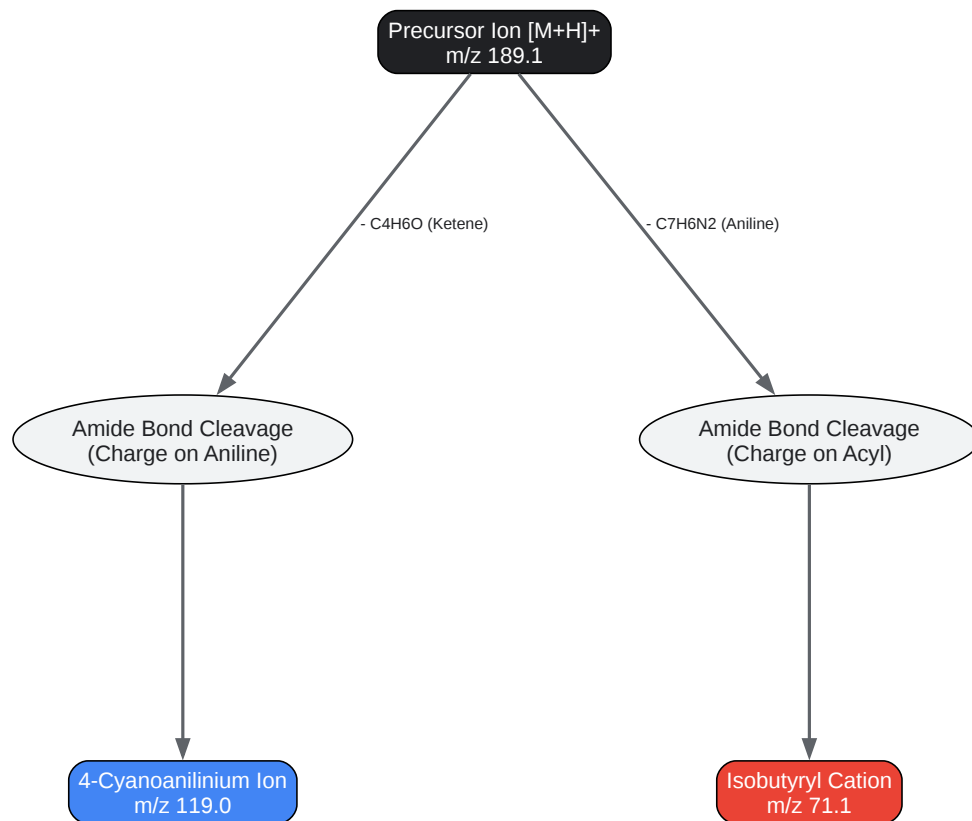 Precursor Ion [M+H]+
m/z 189.1
- C4H6O (Ketene)
- C7H6N2 (Aniline)
Amide Bond Cleavage
(Charge on Aniline)
Amide Bond Cleavage
(Charge on Acyl)
4-Cyanoanilinium Ion
m/z 119.0
Isobutyryl Cation
m/z 71.1